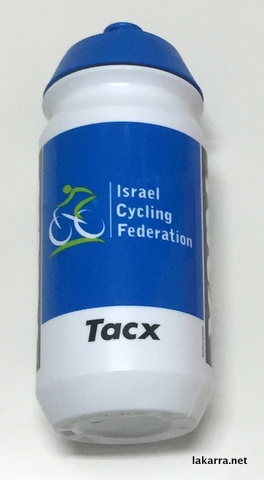 Israel
Cycling
Federation
Tacx
lakarra.net